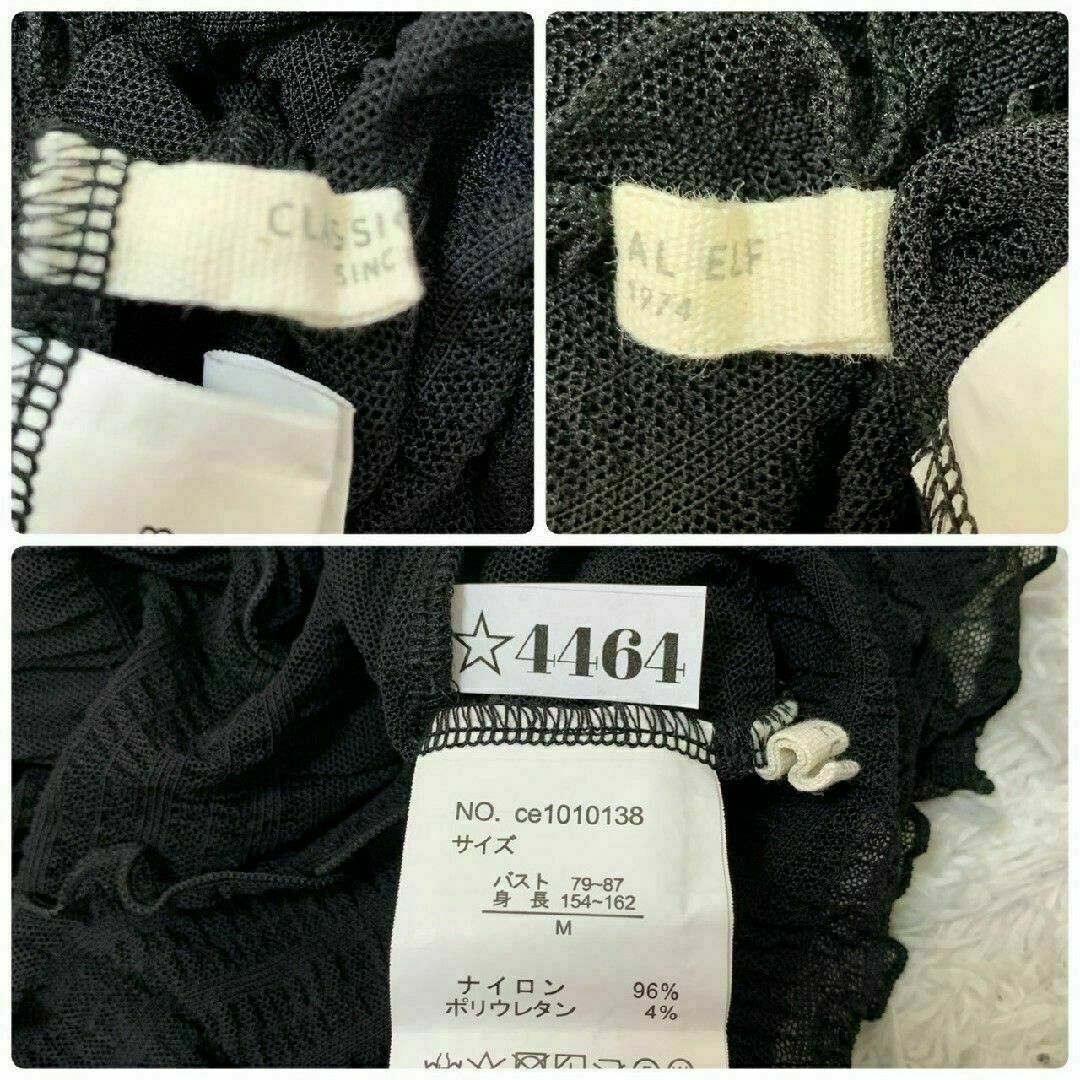 CLASSIC
SINC
AL ELF
1974
☆4464
NO. ce1010138
サイズ
バスト 79~87
身 長 154~162
M
ナイロン 96%
ポリウレタン 4%